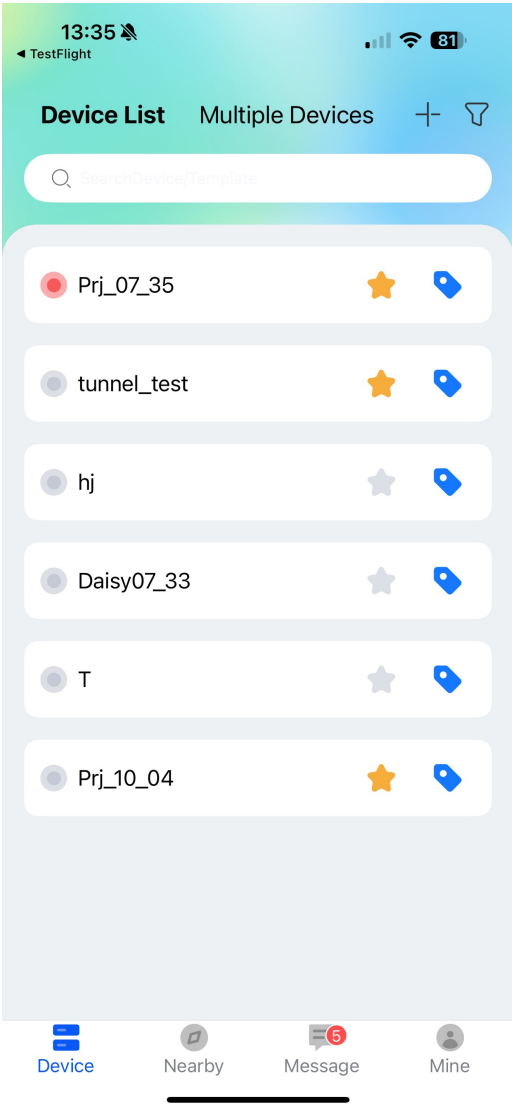 13:35
81
◀ TestFlight
Device List
Multiple Devices
SearchDevice/Template
Prj_07_35
tunnel_test
hj
Daisy07_33
T
Prj_10_04
5
Device
Nearby
Message
Mine